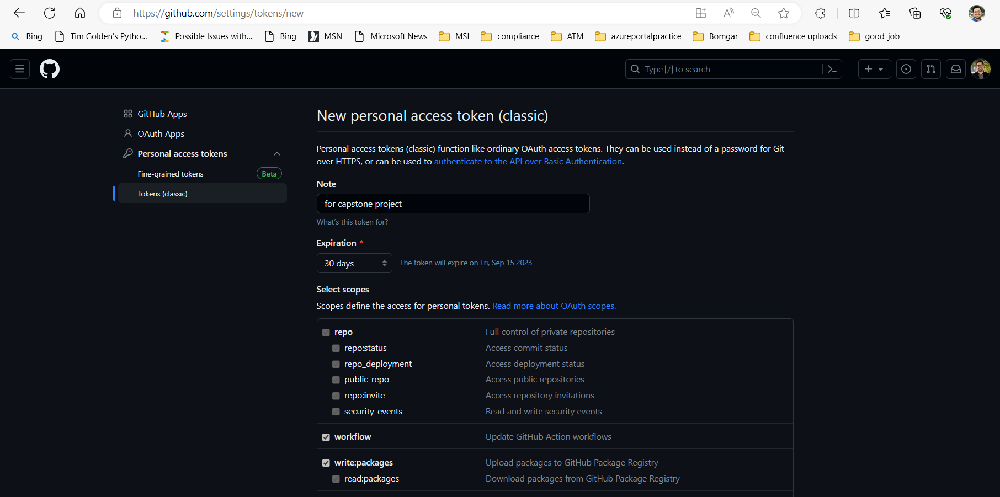 https://github.com/settings/tokens/new
Bing Tim Golden's Pytho... Possible Issues with... Bing MSN Microsoft News MSI compliance ATM azureportalpractice Bomgar confluence uploads good_job
Type / to search
GitHub Apps
OAuth Apps
Personal access tokens
Fine-grained tokens Beta
Tokens (classic)
New personal access token (classic)
Personal access tokens (classic) function like ordinary OAuth access tokens. They can be used instead of a password for Git
over HTTPS, or can be used to authenticate to the API over Basic Authentication.
Note
for capstone project
What's this token for?
Expiration *
30 days The token will expire on Fri, Sep 15 2023
Select scopes
Scopes define the access for personal tokens. Read more about OAuth scopes.
repo Full control of private repositories
repo:status Access commit status
repo_deployment Access deployment status
public_repo Access public repositories
repo:invite Access repository invitations
security_events Read and write security events
workflow Update GitHub Action workflows
write:packages Upload packages to GitHub Package Registry
read:packages Download packages from GitHub Package Registry